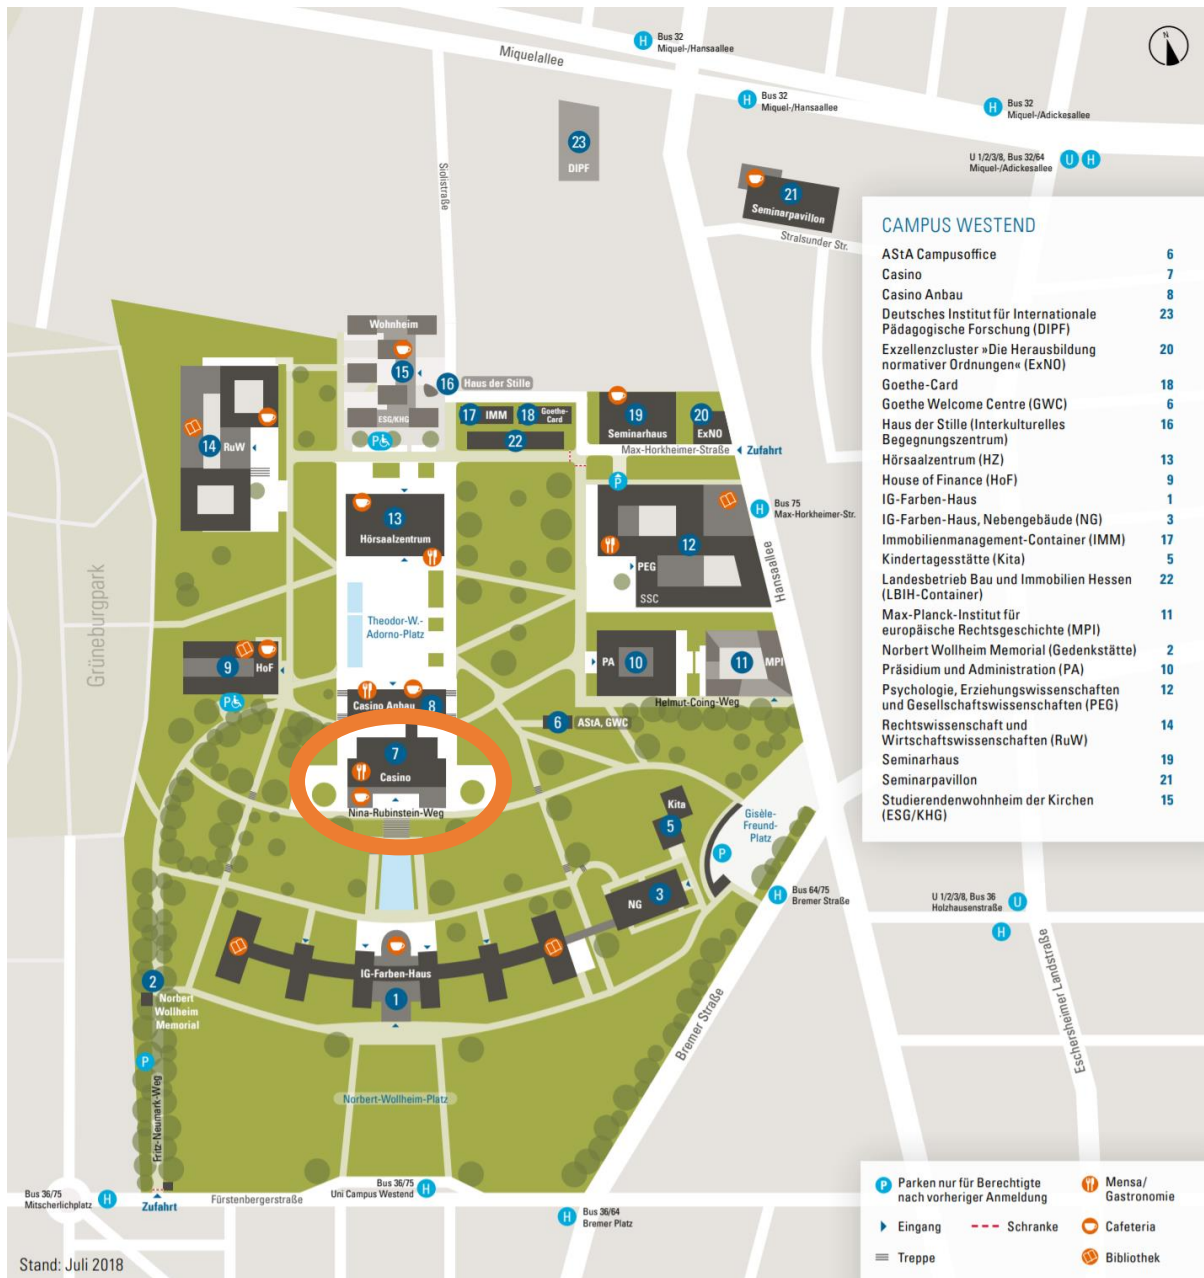 N
Bus 32
Miquel-/Hansaallee
Miquelallee
H
Bus 32
Miquel-/Hansaallee
H
Bus 32
Miquel-/Adickesallee
H
U 1/2/3/8, Bus 32/64
Miquel-/Adickesallee
U H
23
DIPF
Siolistraße
21
Seminarpavillon
Stralsunder Str.
CAMPUS WESTEND
AStA Campusoffice 6
Casino 7
Casino Anbau 8
Deutsches Institut für Internationale 23
Pädagogische Forschung (DIPF)
Exzellenzcluster »Die Herausbildung 20
normativer Ordnungen« (ExNO)
Goethe-Card 18
Goethe Welcome Centre (GWC) 6
Haus der Stille (Interkulturelles 16
Begegnungszentrum)
Hörsaalzentrum (HZ) 13
House of Finance (HoF) 9
IG-Farben-Haus 1
IG-Farben-Haus, Nebengebäude (NG) 3
Immobilienmanagement-Container (IMM) 17
Kindertagesstätte (Kita) 5
Landesbetrieb Bau und Immobilien Hessen 22
(LBIH-Container)
Max-Planck-Institut für 11
europäische Rechtsgeschichte (MPI)
Norbert Wollheim Memorial (Gedenkstätte) 2
Präsidium und Administration (PA) 10
Psychologie, Erziehungswissenschaften 12
und Gesellschaftswissenschaften (PEG)
Rechtswissenschaft und 14
Wirtschaftswissenschaften (RuW)
Seminarhaus 19
Seminarpavillon 21
Studierendenwohnheim der Kirchen 15
(ESG/KHG)
Wohnheim
15
16 Haus der Stille
ESG/KHG
P
17 IMM
18 Goethe-
Card
22
19
Seminarhaus
20
ExNO
Max-Horkheimer-Straße
Zufahrt
14 RuW
P
H
Bus 75
Max-Horkheimer-Str.
13
Hörsaalzentrum
12
PEG
SSC
Hansaallee
Grüneburgpark
Theodor-W.-
Adorno-Platz
9
HoF
P
PA
10
11
MPI
Helmut-Coing-Weg
Casino Anbau
8
6 AStA, GWC
7
Casino
Nina-Rubinstein-Weg
Kita
5
Gisèle-
Freund-
Platz
P
3
NG
H
Bus 64/75
Bremer Straße
U 1/2/3/8, Bus 36
Holzhausenstraße
U
H
IG-Farben-Haus
1
2
Norbert
Wollheim
Memorial
P
Fritz-Neumark-Weg
Bremer Straße
Eschersheimer Landstraße
Norbert-Wollheim-Platz
Bus 36/75
Mitscherlichplatz
H
Zufahrt
Fürstenbergerstraße
Bus 36/75
Uni Campus Westend
H
H
Bus 36/64
Bremer Platz
P Parken nur für Berechtigte
nach vorheriger Anmeldung
Mensa/
Gastronomie
Eingang
Schranke
Cafeteria
Treppe
Bibliothek
Stand: Juli 2018